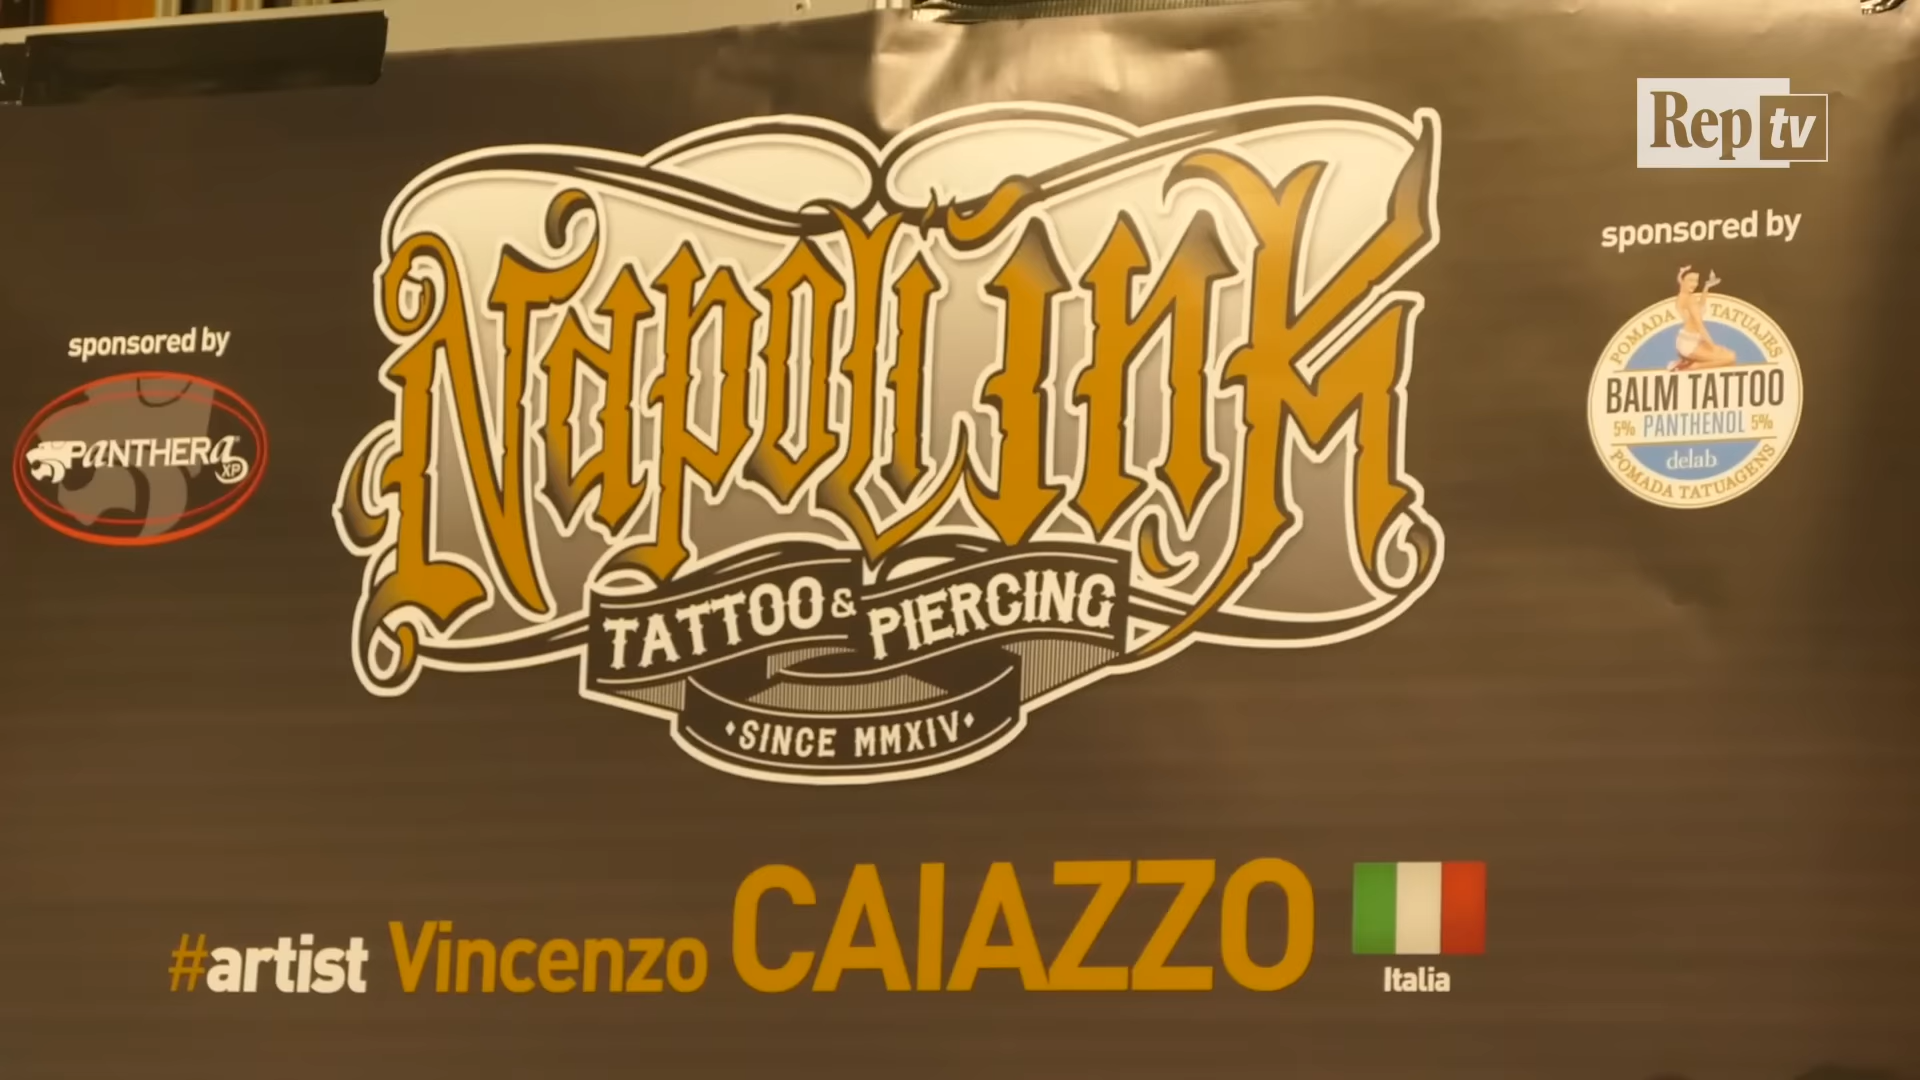 Rep tv
sponsored by
PANTHERA XP
NAPOLINK
TATTOO & PIERCING
•SINCE MMXIV•
sponsored by
POMADA TATUAJES
BALM TATTOO
5% PANTHENOL 5%
delab
POMADA TATUAGENS
#artist Vincenzo CAIAZZO
Italia